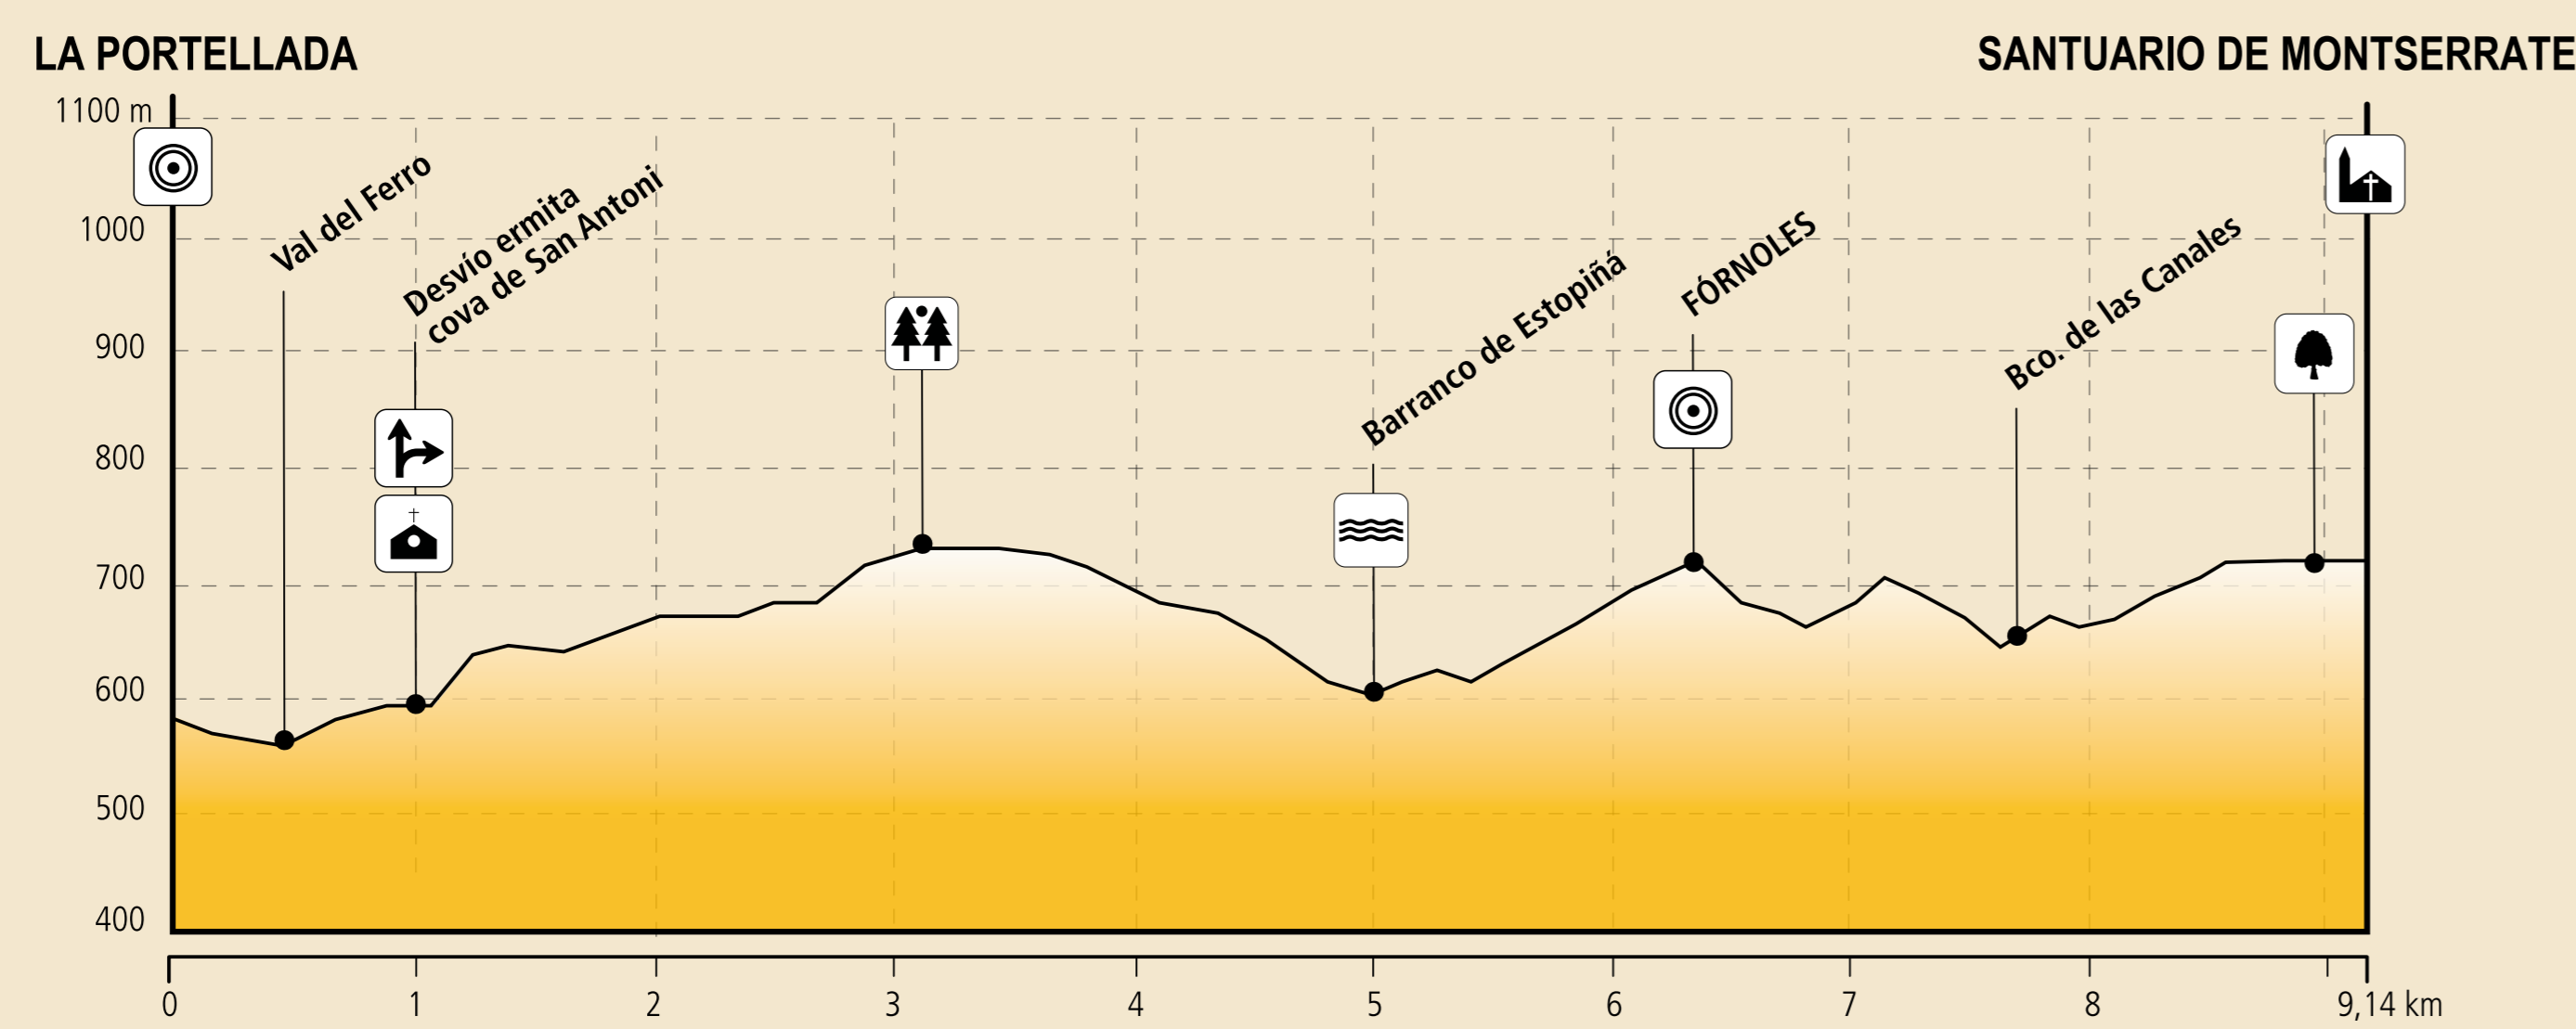 LA PORTELLADA
SANTUARIO DE MONTSERRATE
1100 m
1000
900
800
700
600
500
400
Val del Ferro
Desvío ermita
cova de San Antoni
Barranco de Estopiñá
FÓRNOLES
Bco. de las Canales
0
1
2
3
4
5
6
7
8
9,14 km